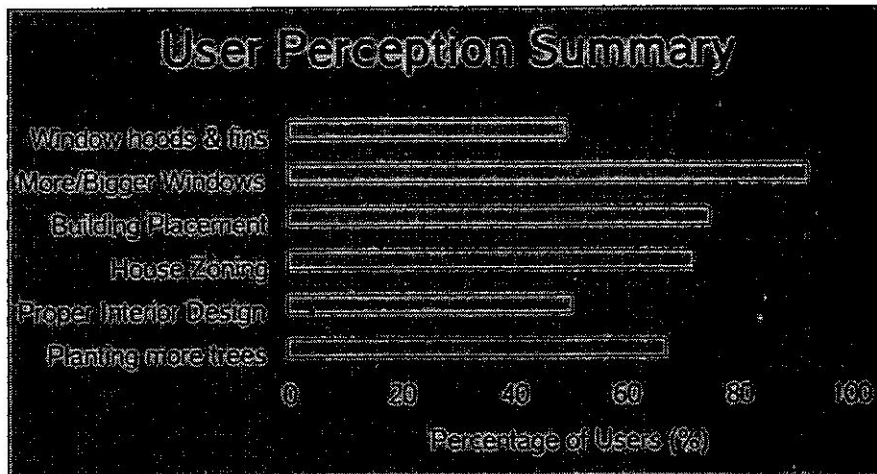 User Perception Summary
Window hoods & fins
More/Bigger Windows
Building Placement
House Zoning
Proper Interior Design
Planting more trees
0 20 40 60 80 100
Percentage of Users (%)